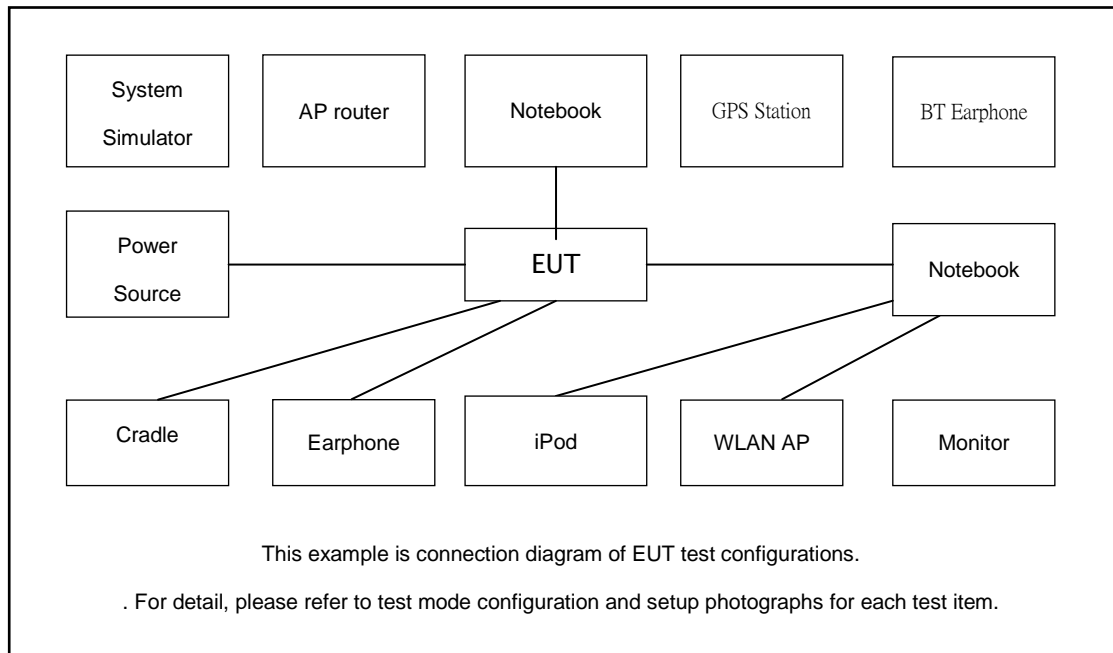 System
Simulator
AP router
Notebook
GPS Station
BT Earphone
Power
Source
EUT
Notebook
Cradle
Earphone
iPod
WLAN AP
Monitor
This example is connection diagram of EUT test configurations.
. For detail, please refer to test mode configuration and setup photographs for each test item.